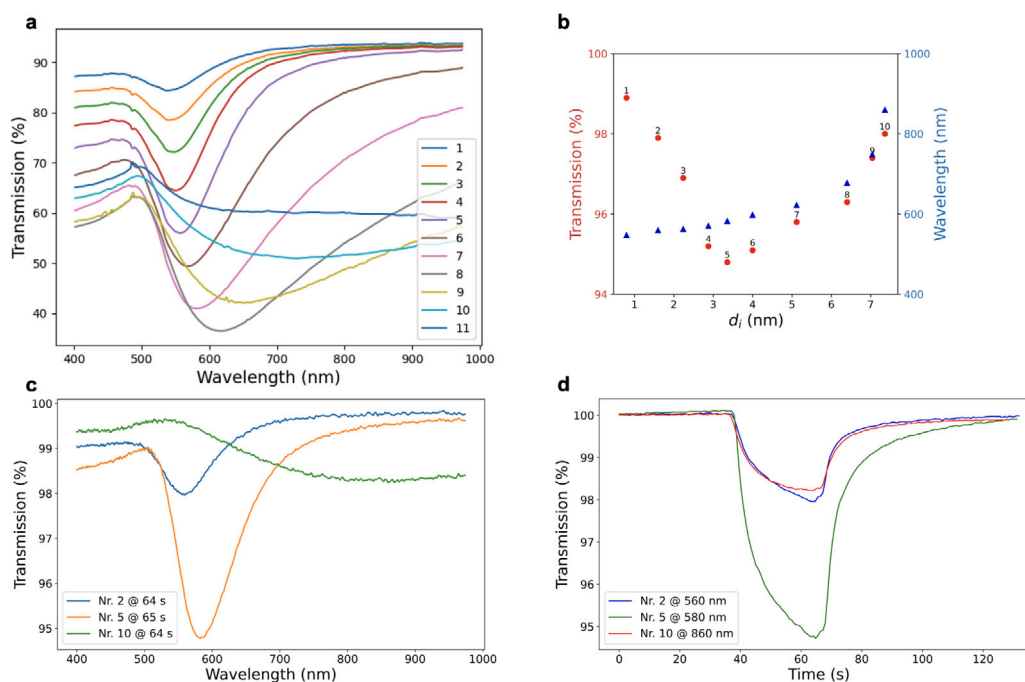 a
90
80
70
60
50
40
Transmission (%)
400 500 600 700 800 900 1000
Wavelength (nm)
1
2
3
4
5
6
7
8
9
10
11
b
100
98
96
94
Transmission (%)
1000
800
600
400
Wavelength (nm)
1
2
3
4
5
6
7
8
9
10
1 2 3 4 5 6 7
di (nm)
c
100
99
98
97
96
95
Transmission (%)
400 500 600 700 800 900 1000
Wavelength (nm)
Nr. 2 @ 64 s
Nr. 5 @ 65 s
Nr. 10 @ 64 s
d
100
99
98
97
96
95
Transmission (%)
0 20 40 60 80 100 120
Time (s)
Nr. 2 @ 560 nm
Nr. 5 @ 580 nm
Nr. 10 @ 860 nm